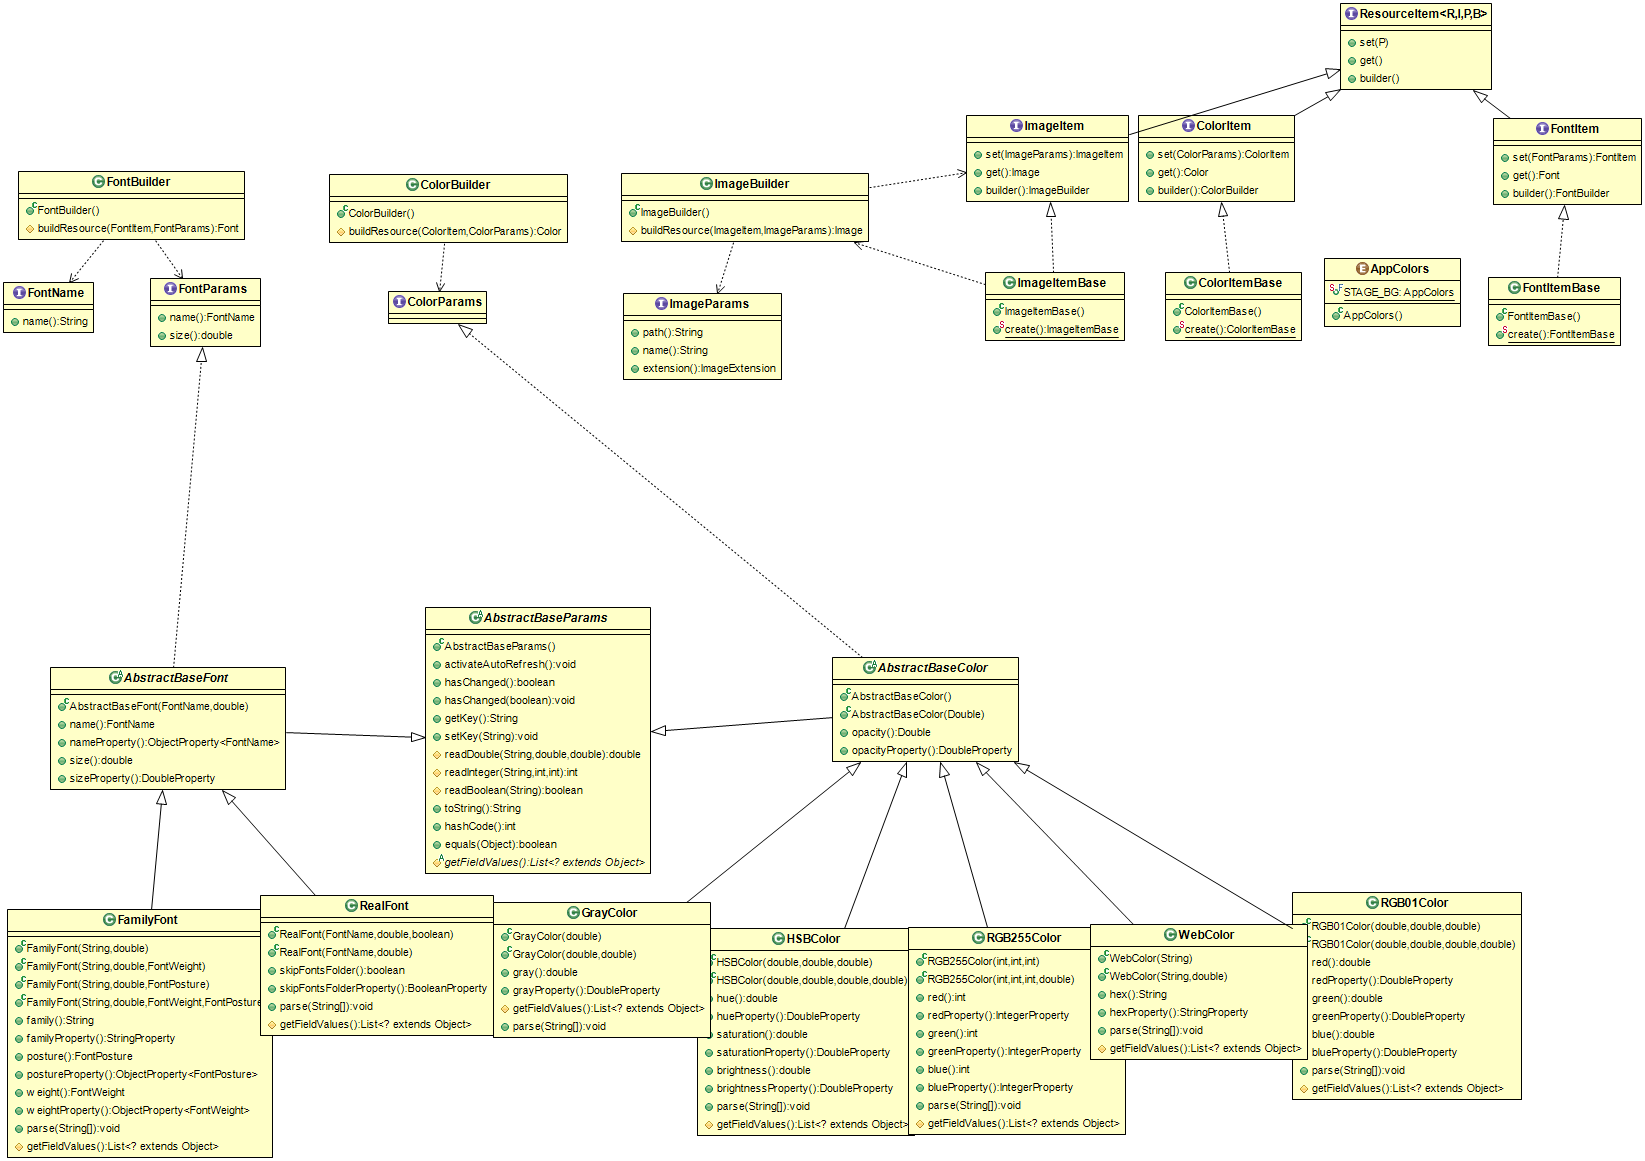 ResourceItem<R,I,P,B>
set(P)
get()
builder()
ImageItem
set(ImageParams):ImageItem
get():Image
builder():ImageBuilder
ColorItem
set(ColorParams):ColorItem
get():Color
builder():ColorBuilder
FontItem
set(FontParams):FontItem
get():Font
builder():FontBuilder
FontBuilder
FontBuilder()
buildResource(FontItem,FontParams):Font
ColorBuilder
ColorBuilder()
buildResource(ColorItem,ColorParams):Color
ImageBuilder
ImageBuilder()
buildResource(ImageItem,ImageParams):Image
FontName
name():String
FontParams
name():FontName
size():double
ColorParams
ImageParams
path():String
name():String
extension():ImageExtension
ImageItemBase
ImageItemBase()
create():ImageItemBase
ColorItemBase
ColorItemBase()
create():ColorItemBase
AppColors
STAGE_BG: AppColors
AppColors()
FontItemBase
FontItemBase()
create():FontItemBase
AbstractBaseParams
AbstractBaseParams()
activateAutoRefresh():void
hasChanged():boolean
hasChanged(boolean):void
getKey():String
setKey(String):void
readDouble(String,double,double):double
readInteger(String,int,int):int
readBoolean(String):boolean
toString():String
hashCode():int
equals(Object):boolean
getFieldValues():List<? extends Object>
AbstractBaseFont
AbstractBaseFont(FontName,double)
name():FontName
nameProperty():ObjectProperty<FontName>
size():double
sizeProperty():DoubleProperty
AbstractBaseColor
AbstractBaseColor()
AbstractBaseColor(Double)
opacity():Double
opacityProperty():DoubleProperty
FamilyFont
FamilyFont(String,double)
FamilyFont(String,double,FontWeight)
FamilyFont(String,double,FontPosture)
FamilyFont(String,double,FontWeight,FontPosture
family():String
familyProperty():StringProperty
posture():FontPosture
postureProperty():ObjectProperty<FontPosture>
weight():FontWeight
weightProperty():ObjectProperty<FontWeight>
parse(String[]):void
getFieldValues():List<? extends Object>
RealFont
RealFont(FontName,double,boolean)
RealFont(FontName,double)
skipFontsFolder():boolean
skipFontsFolderProperty():BooleanProperty
parse(String[]):void
getFieldValues():List<? extends Object>
GrayColor
GrayColor(double)
GrayColor(double,double)
gray():double
grayProperty():DoubleProperty
getFieldValues():List<? extends Object>
parse(String[]):void
HSBColor
HSBColor(double,double,double)
HSBColor(double,double,double,double)
hue():double
hueProperty():DoubleProperty
saturation():double
saturationProperty():DoubleProperty
brightness():double
brightnessProperty():DoubleProperty
parse(String[]):void
getFieldValues():List<? extends Object>
RGB255Color
RGB255Color(int,int,int)
RGB255Color(int,int,int,double)
red():int
redProperty():IntegerProperty
green():int
greenProperty():IntegerProperty
blue():int
blueProperty():IntegerProperty
parse(String[]):void
getFieldValues():List<? extends Object>
WebColor
WebColor(String)
WebColor(String,double)
hex():String
hexProperty():StringProperty
parse(String[]):void
getFieldValues():List<? extends Object>
RGB01Color
RGB01Color(double,double,double)
RGB01Color(double,double,double,double)
red():double
redProperty():DoubleProperty
green():double
greenProperty():DoubleProperty
blue():double
blueProperty():DoubleProperty
parse(String[]):void
getFieldValues():List<? extends Object>